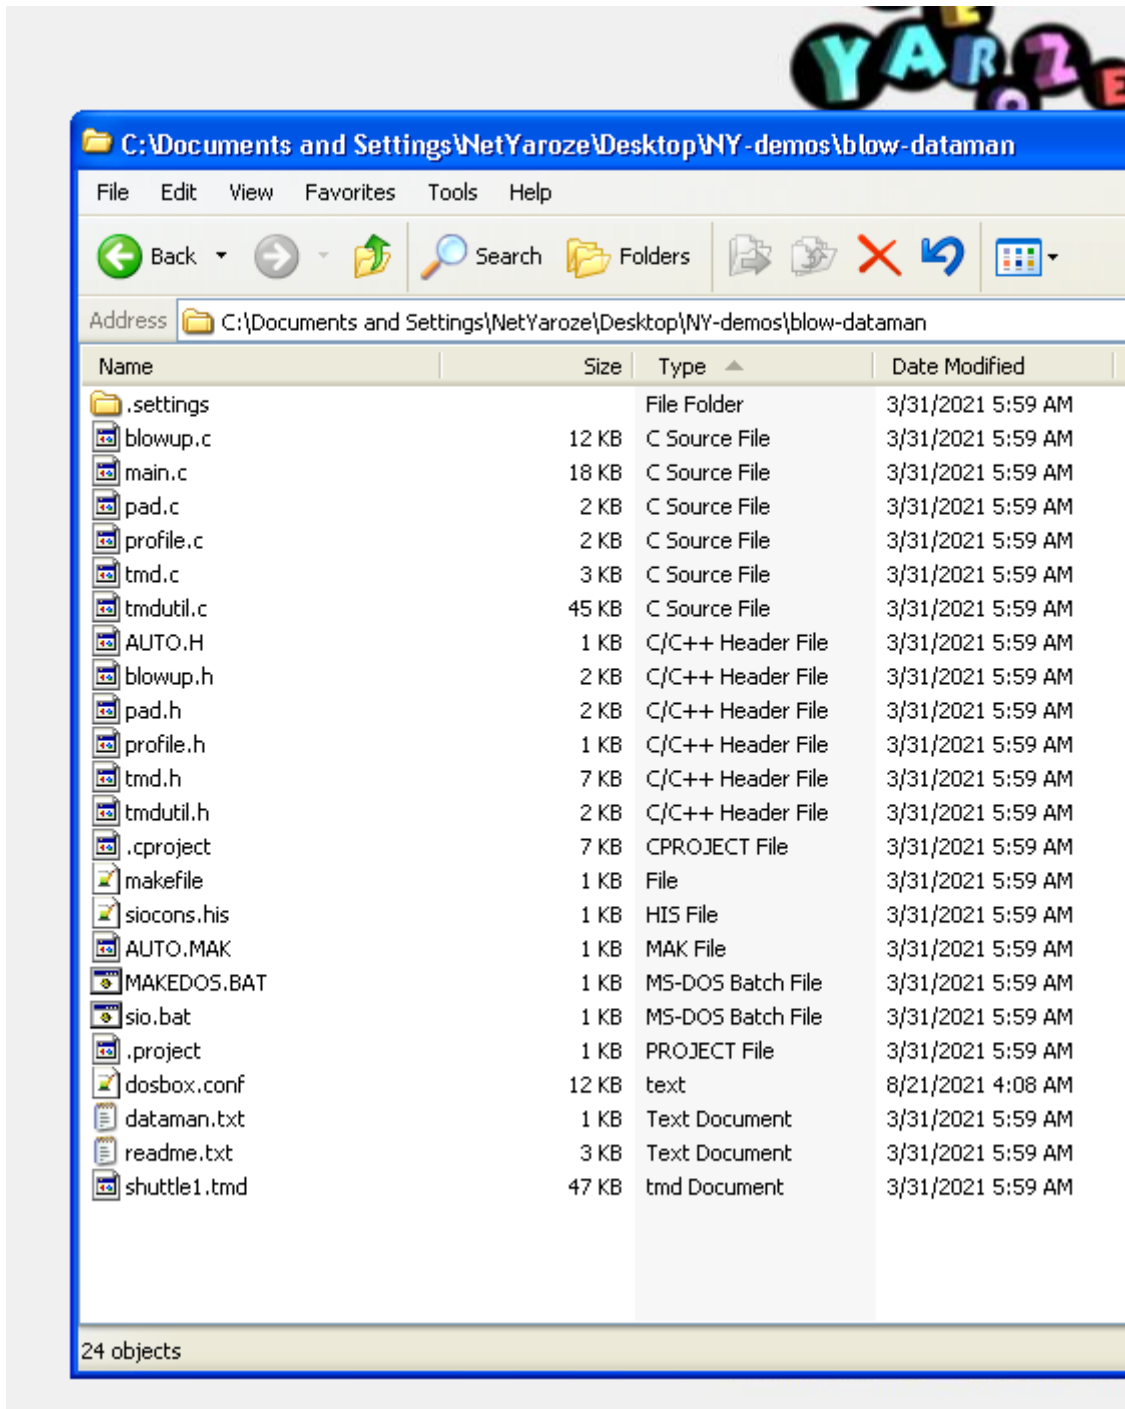 E
YAROZE
C:\Documents and Settings\NetYaroze\Desktop\NY-demos\blow-dataman
File Edit View Favorites Tools Help
Back Search Folders
Address C:\Documents and Settings\NetYaroze\Desktop\NY-demos\blow-dataman
Name Size Type Date Modified
.settings File Folder 3/31/2021 5:59 AM
blowup.c 12 KB C Source File 3/31/2021 5:59 AM
main.c 18 KB C Source File 3/31/2021 5:59 AM
pad.c 2 KB C Source File 3/31/2021 5:59 AM
profile.c 2 KB C Source File 3/31/2021 5:59 AM
tmd.c 3 KB C Source File 3/31/2021 5:59 AM
tmdutil.c 45 KB C Source File 3/31/2021 5:59 AM
AUTO.H 1 KB C/C++ Header File 3/31/2021 5:59 AM
blowup.h 2 KB C/C++ Header File 3/31/2021 5:59 AM
pad.h 2 KB C/C++ Header File 3/31/2021 5:59 AM
profile.h 1 KB C/C++ Header File 3/31/2021 5:59 AM
tmd.h 7 KB C/C++ Header File 3/31/2021 5:59 AM
tmdutil.h 2 KB C/C++ Header File 3/31/2021 5:59 AM
.cproject 7 KB CPROJECT File 3/31/2021 5:59 AM
makefile 1 KB File 3/31/2021 5:59 AM
siocons.his 1 KB HIS File 3/31/2021 5:59 AM
AUTO.MAK 1 KB MAK File 3/31/2021 5:59 AM
MAKEDOS.BAT 1 KB MS-DOS Batch File 3/31/2021 5:59 AM
sio.bat 1 KB MS-DOS Batch File 3/31/2021 5:59 AM
.project 1 KB PROJECT File 3/31/2021 5:59 AM
dosbox.conf 12 KB text 8/21/2021 4:08 AM
dataman.txt 1 KB Text Document 3/31/2021 5:59 AM
readme.txt 3 KB Text Document 3/31/2021 5:59 AM
shuttle1.tmd 47 KB tmd Document 3/31/2021 5:59 AM
24 objects